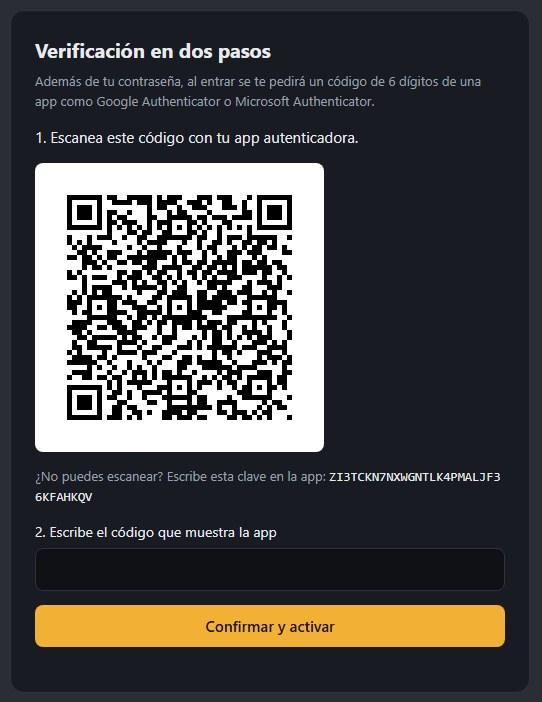 Verificación en dos pasos
Además de tu contraseña, al entrar se te pedirá un código de 6 dígitos de una
app como Google Authenticator o Microsoft Authenticator.
1. Escanea este código con tu app autenticadora.
¿No puedes escanear? Escribe esta clave en la app: ZI3TCKN7NXWGNTLK4PMALJF3
6KFAHKQV
2. Escribe el código que muestra la app
Confirmar y activar